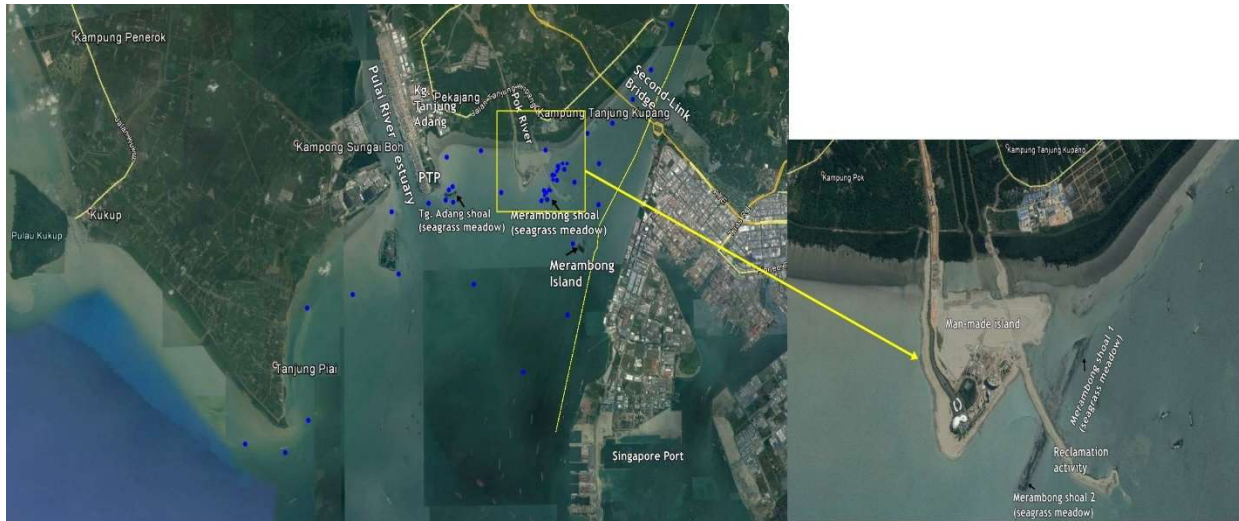 Kampung Penerok
Kukup
Pulau Kukup
Tanjung Piai
Kampong Sungai Boh
Pulai River Estuary
Kg.
Tanjung
Adang
Pekajang
PTP
Tg. Adang shoal
(seagrass meadow)
Pok River
Kampung Tanjung Kupang
Second-Link
Bridge
Merambong shoal
(seagrass meadow)
Merambong
Island
Singapore Port
Kampung Pok
Kampung Tanjung Kupang
Man-made island
Merambong shoal 1
(seagrass meadow)
Reclamation
activity
Merambong shoal 2
(seagrass meadow)